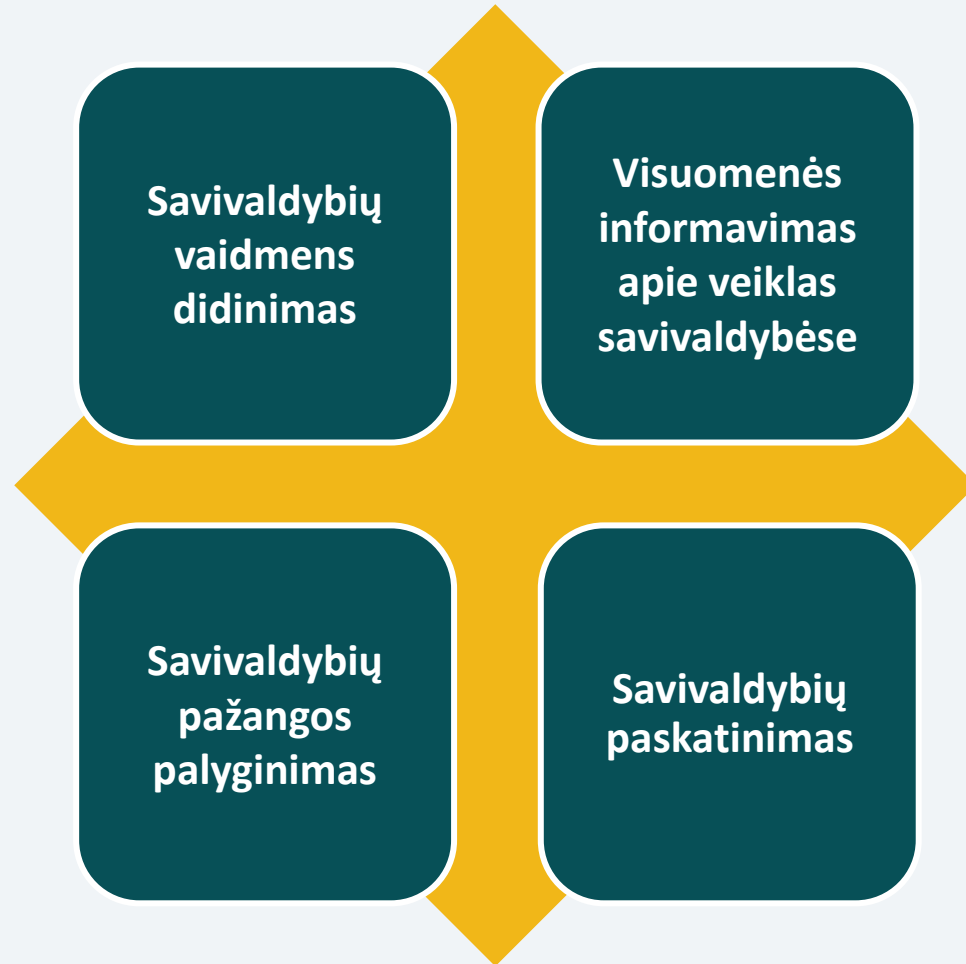 Savivaldybių
vaidmens
didinimas
Visuomenės
informavimas
apie veiklas
savivaldybėse
Savivaldybių
pažangos
palyginimas
Savivaldybių
paskatinimas